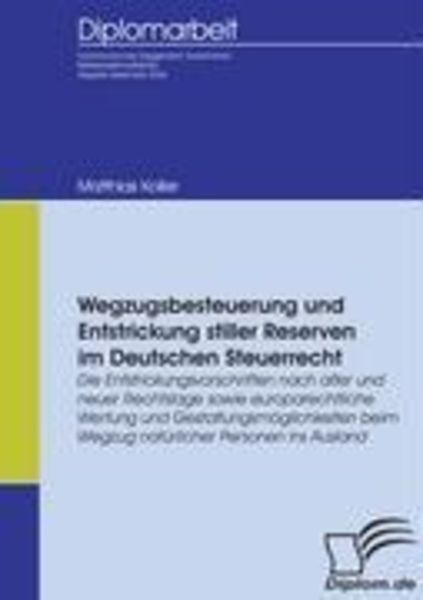 Diplomarbeit
Matthias Koller
Wegzugsbesteuerung und
Entstrickung stiller Reserven
im Deutschen Steuerrecht
Die Entstrickungsvorschriften nach alter und
neuer Rechtslage sowie europarechtliche
Wertung und Gestaltungsmöglichkeiten beim
Wegzug natürlicher Personen ins Ausland
Diplom.de